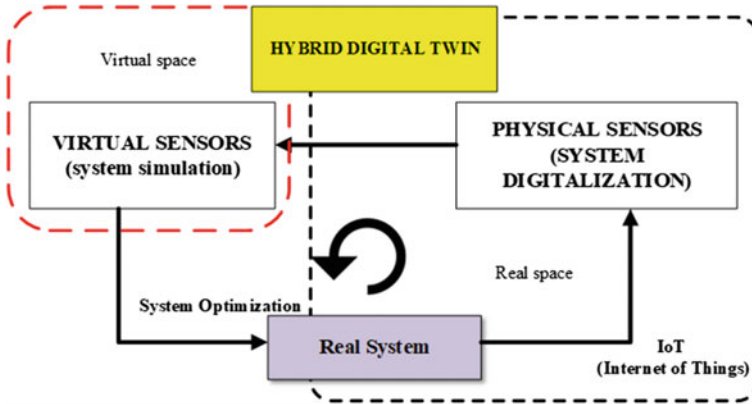 HYBRID DIGITAL TWIN
Virtual space
VIRTUAL SENSORS
(system simulation)
PHYSICAL SENSORS
(SYSTEM
DIGITALIZATION)
Real space
System Optimization
Real System
IoT
(Internet of Things)